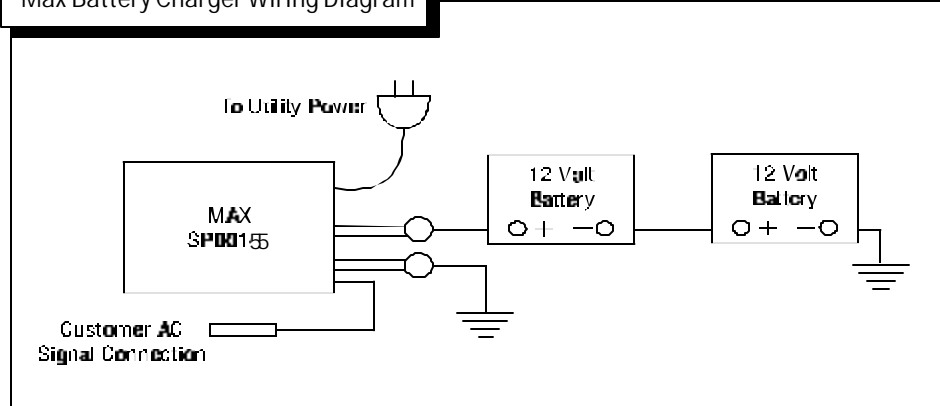 Max Battery Charger Wiring Diagram
To Utility Power
MAX
SP00155
12 Volt
Battery
+ −
12 Volt
Battery
+ −
Customer AC
Signal Connection